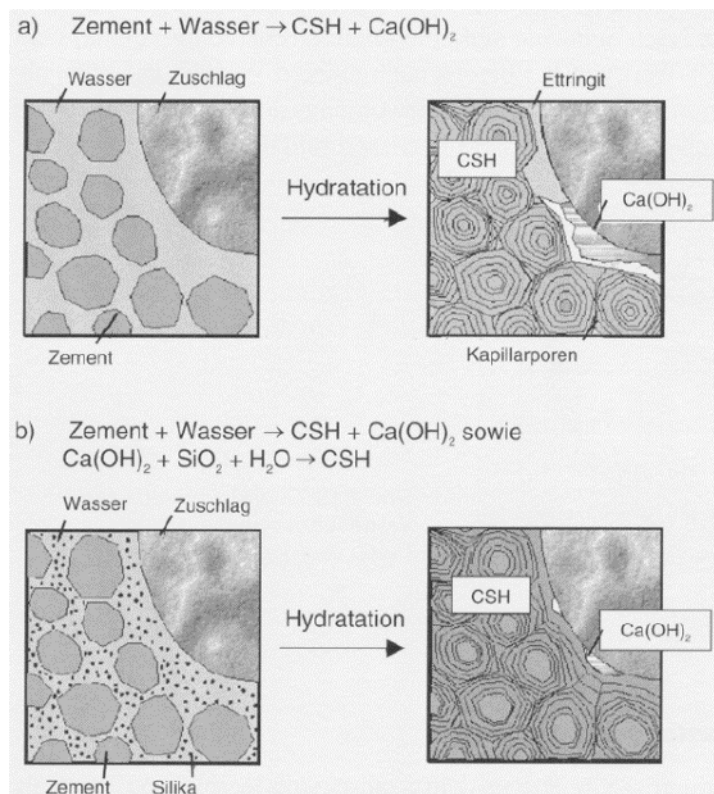 a) Zement + Wasser → CSH + Ca(OH)₂
Wasser Zuschlag
Zement
Hydratation
Ettringit
CSH
Ca(OH)₂
Kapillarporen
b) Zement + Wasser → CSH + Ca(OH)₂ sowie
Ca(OH)₂ + SiO₂ + H₂O → CSH
Wasser Zuschlag
Zement Silika
Hydratation
CSH
Ca(OH)₂